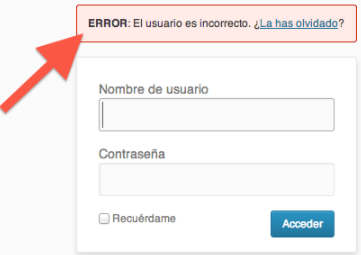 ERROR: El usuario es incorrecto. ¿La has olvidado?
Nombre de usuario
Contraseña
Recuérdame
Acceder